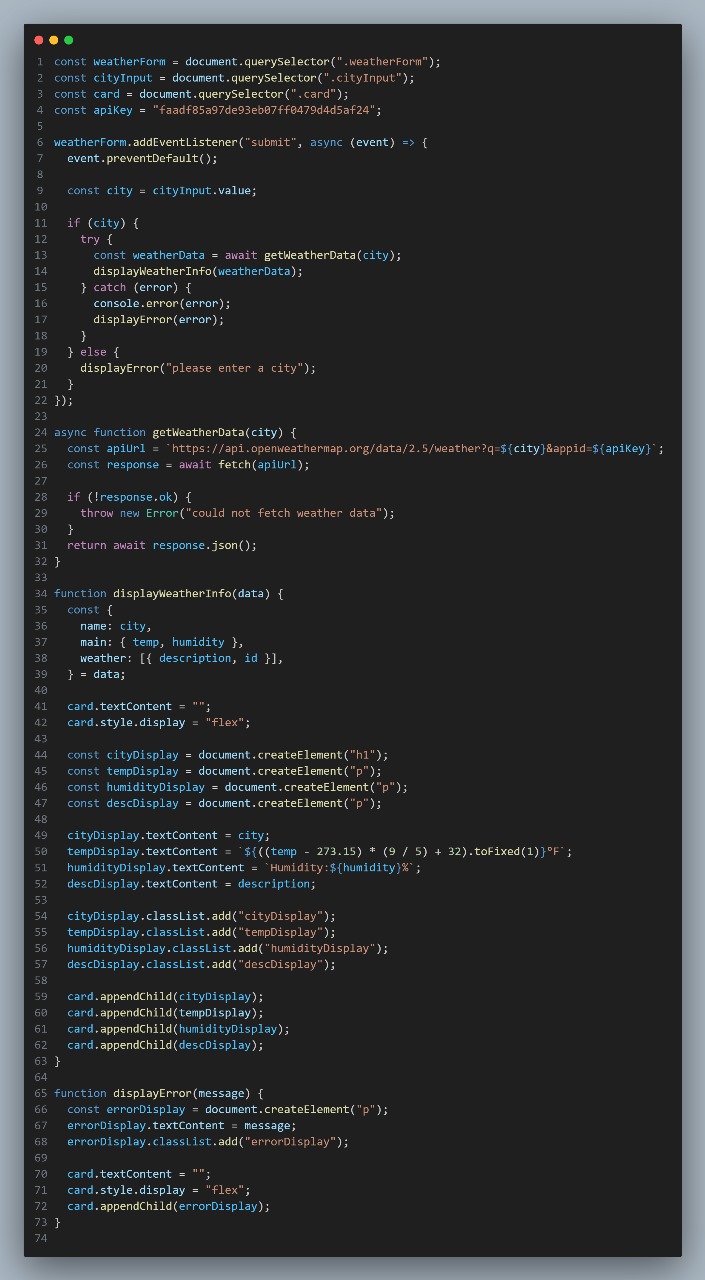 1 const weatherForm = document.querySelector(".weatherForm");
2 const cityInput = document.querySelector(".cityInput");
3 const card = document.querySelector(".card");
4 const apiKey = "faadf85a97de93eb07ff0479d4d5af24";
5
6 weatherForm.addEventListener("submit", async (event) => {
7   event.preventDefault();
8
9   const city = cityInput.value;
10
11   if (city) {
12     try {
13       const weatherData = await getWeatherData(city);
14       displayWeatherInfo(weatherData);
15     } catch (error) {
16       console.error(error);
17       displayError(error);
18     }
19   } else {
20     displayError("please enter a city");
21   }
22 });
23
24 async function getWeatherData(city) {
25   const apiUrl = `https://api.openweathermap.org/data/2.5/weather?q=${city}&appid=${apiKey}`;
26   const response = await fetch(apiUrl);
27
28   if (!response.ok) {
29     throw new Error("could not fetch weather data");
30   }
31   return await response.json();
32 }
33
34 function displayWeatherInfo(data) {
35   const {
36     name: city,
37     main: { temp, humidity },
38     weather: [{ description, id }],
39   } = data;
40
41   card.textContent = "";
42   card.style.display = "flex";
43
44   const cityDisplay = document.createElement("h1");
45   const tempDisplay = document.createElement("p");
46   const humidityDisplay = document.createElement("p");
47   const descDisplay = document.createElement("p");
48
49   cityDisplay.textContent = city;
50   tempDisplay.textContent = `${((temp - 273.15) * (9 / 5) + 32).toFixed(1)}°F`;
51   humidityDisplay.textContent = `Humidity:${humidity}%`;
52   descDisplay.textContent = description;
53
54   cityDisplay.classList.add("cityDisplay");
55   tempDisplay.classList.add("tempDisplay");
56   humidityDisplay.classList.add("humidityDisplay");
57   descDisplay.classList.add("descDisplay");
58
59   card.appendChild(cityDisplay);
60   card.appendChild(tempDisplay);
61   card.appendChild(humidityDisplay);
62   card.appendChild(descDisplay);
63 }
64
65 function displayError(message) {
66   const errorDisplay = document.createElement("p");
67   errorDisplay.textContent = message;
68   errorDisplay.classList.add("errorDisplay");
69
70   card.textContent = "";
71   card.style.display = "flex";
72   card.appendChild(errorDisplay);
73 }
74